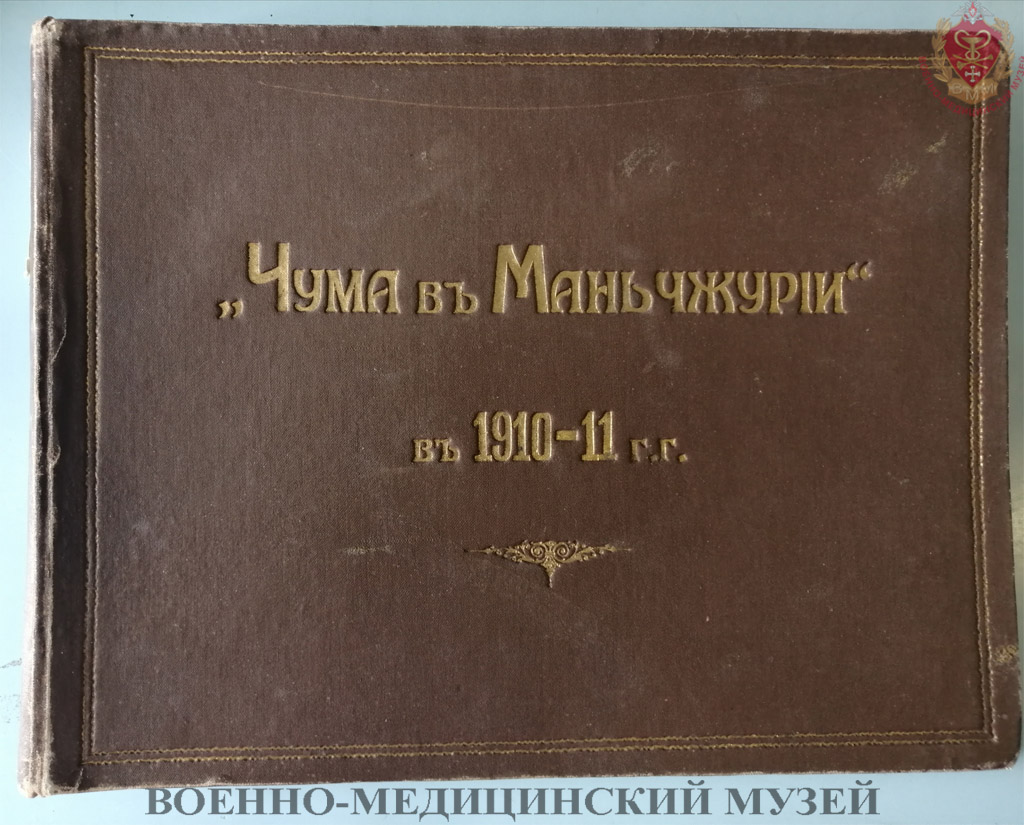 „Чума въ Маньчжуріи“
въ 1910-11 г.г.
ВОЕННО-МЕДИЦИНСКИЙ МУЗЕЙ